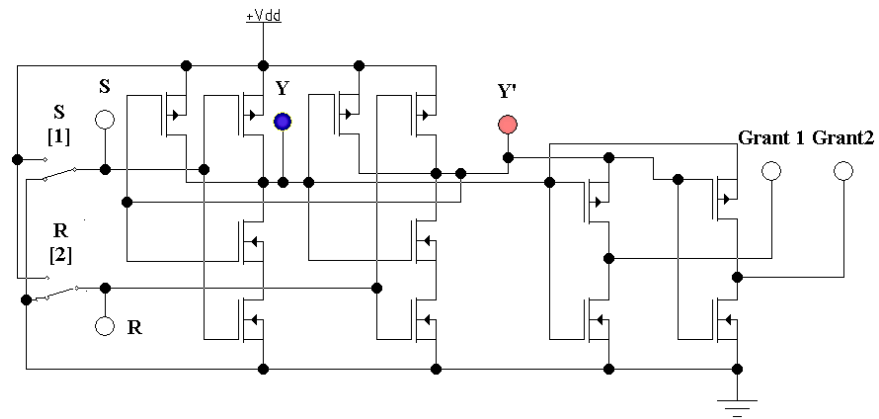 +Vdd
S
Y
Y'
S
[1]
Grant 1
Grant2
R
[2]
R